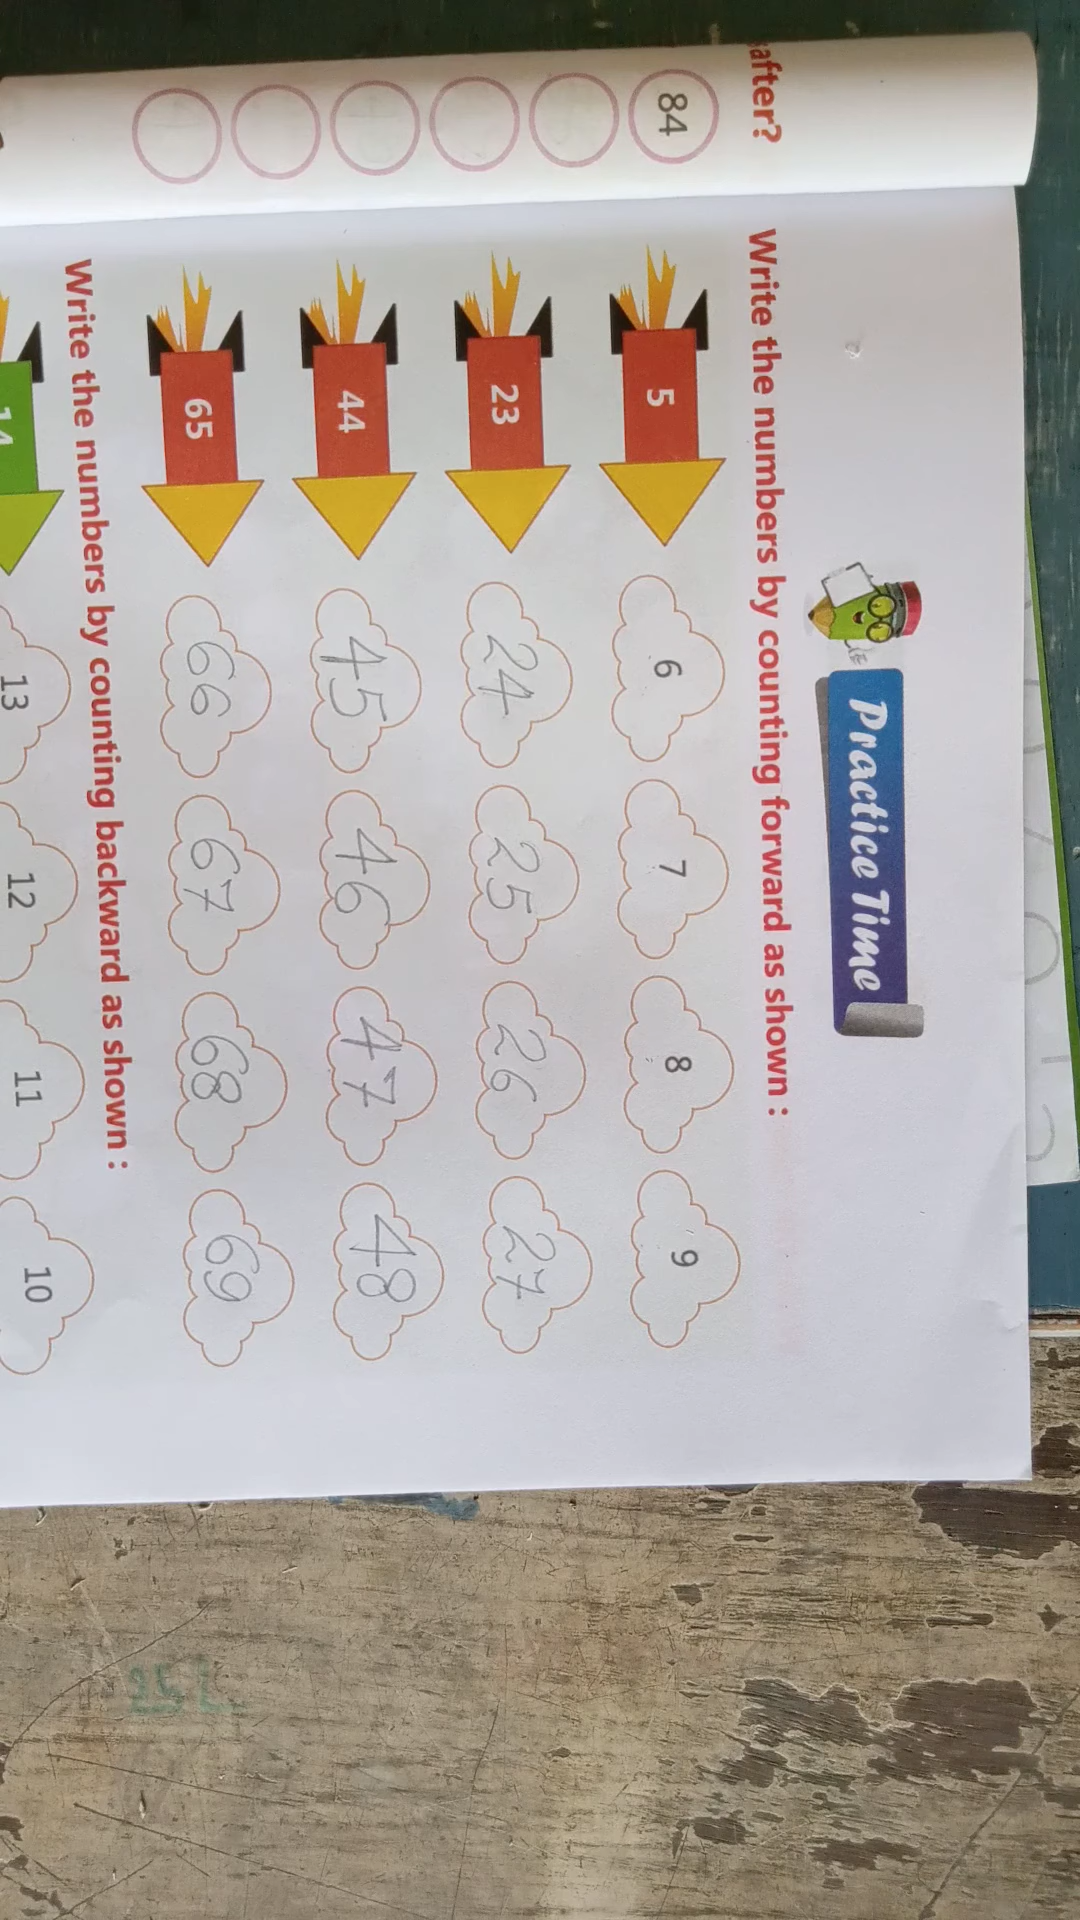 after?
84
Practice Time
Write the numbers by counting forward as shown :
5 6 7 8 9
23 24 25 26 27
44 45 46 47 48
65 66 67 68 69
Write the numbers by counting backward as shown :
14 13 12 11 10